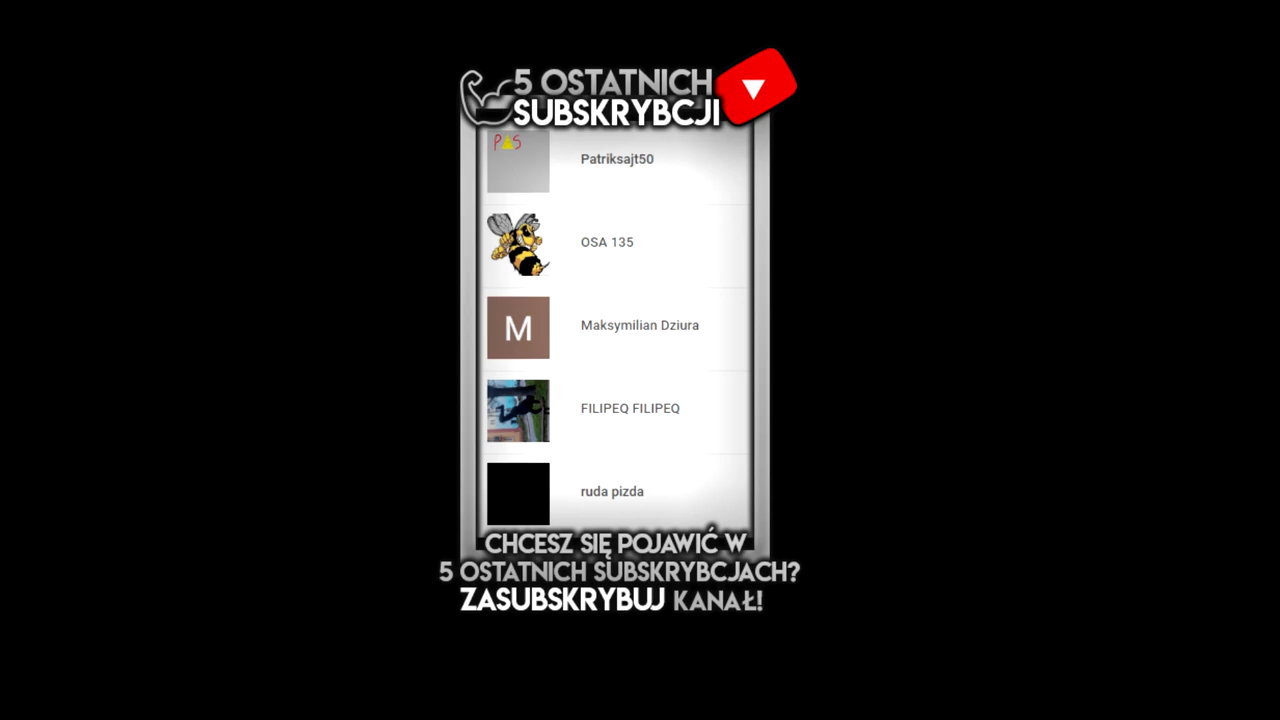 5 OSTATNICH
SUBSKRYBCJI
PAS
Patriksajt50
OSA 135
M
Maksymilian Dziura
FILIPEQ FILIPEQ
ruda pizda
CHCESZ SIĘ POJAWIĆ W
5 OSTATNICH SUBSKRYBCJACH?
ZASUBSKRYBUJ KANAŁ!